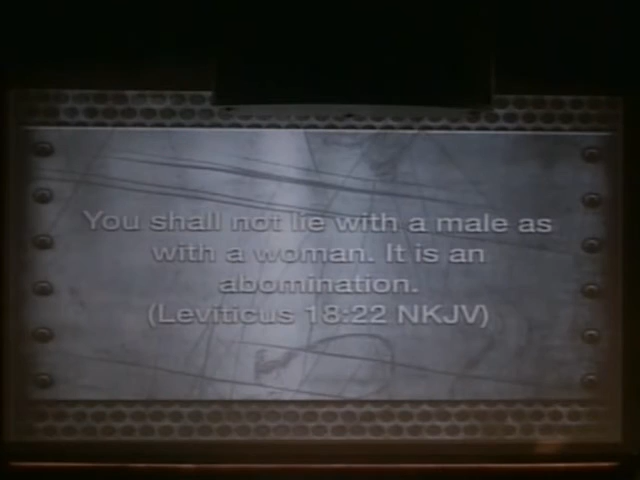 You shall not lie with a male as
with a woman. It is an
abomination.
(Leviticus 18:22 NKJV)